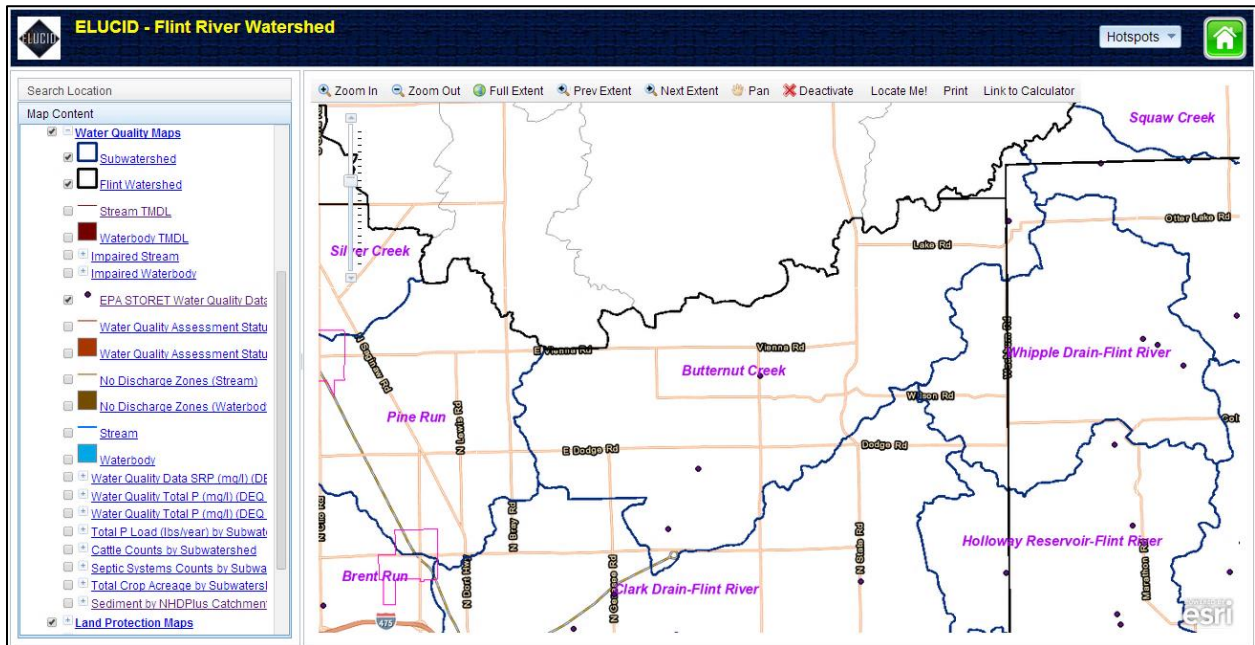 ELUCID
ELUCID - Flint River Watershed
Hotspots
Search Location
Map Content
Water Quality Maps
Subwatershed
Flint Watershed
Stream TMDL
Waterbody TMDL
Impaired Stream
Impaired Waterbody
EPA STORET Water Quality Data
Water Quality Assessment Statu
Water Quality Assessment Statu
No Discharge Zones (Stream)
No Discharge Zones (Waterbod
Stream
Waterbody
Water Quality Data SRP (mg/l) (DE
Water Quality Total P (mg/l) (DEQ
Water Quality Total P (mg/l) (DEQ
Total P Load (lbs/year) by Subwat
Cattle Counts by Subwatershed
Septic Systems Counts by Subwa
Total Crop Acreage by Subwatersl
Sediment by NHDPlus Catchmen
Land Protection Maps
Zoom In Zoom Out Full Extent Prev Extent Next Extent Pan Deactivate Locate Me! Print Link to Calculator
Squaw Creek
Otter Lake Rd
Lake Rd
Silver Creek
N Saginaw Rd
E Vienna Rd
Vienna Rd
Whipple Drain-Flint River
Butternut Creek
Wilson Rd
Pine Run
N Lewis Rd
E Dodge Rd
Dodge Rd
N Clio Rd
N Bray Rd
Holloway Reservoir-Flint River
Brent Run
N Dort Hwy
N Genesee Rd
Clark Drain-Flint River
N State Rd
Marathon Rd
475
POWERED BY
esri